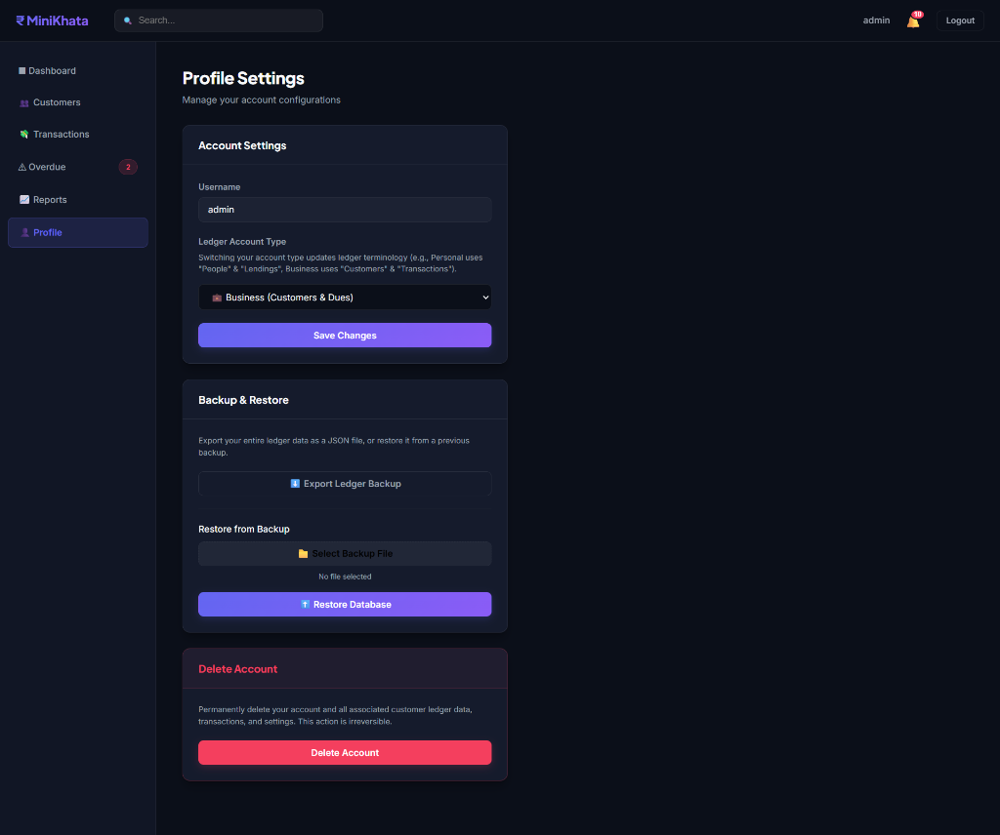 ₹ MiniKhata
Search...
admin
10
Logout
Dashboard
Customers
Transactions
Overdue
2
Reports
Profile
Profile Settings
Manage your account configurations
Account Settings
Username
admin
Ledger Account Type
Switching your account type updates ledger terminology (e.g., Personal uses
"People" & "Lendings", Business uses "Customers" & "Transactions").
Business (Customers & Dues)
Save Changes
Backup & Restore
Export your entire ledger data as a JSON file, or restore it from a previous
backup.
Export Ledger Backup
Restore from Backup
Select Backup File
No file selected
Restore Database
Delete Account
Permanently delete your account and all associated customer ledger data,
transactions, and settings. This action is irreversible.
Delete Account